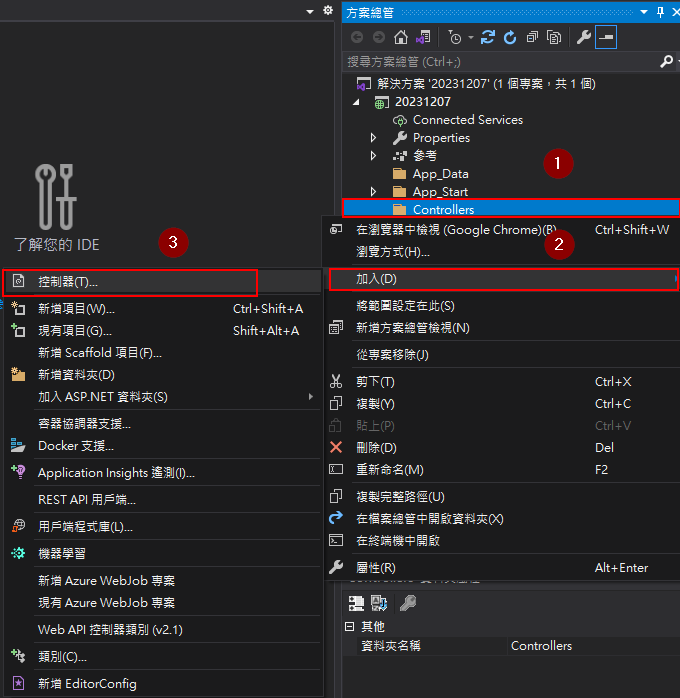 方案總管
搜尋方案總管 (Ctrl+;)
解決方案 '20231207' (1 個專案，共 1 個)
20231207
Connected Services
Properties
參考
App_Data
App_Start
Controllers
1
2
3
了解您的 IDE
在瀏覽器中檢視 (Google Chrome)(B) Ctrl+Shift+W
瀏覽方式(H)...
加入(D)
將範圍設定在此(S)
新增方案總管檢視(N)
從專案移除(J)
剪下(T) Ctrl+X
複製(Y) Ctrl+C
貼上(P) Ctrl+V
刪除(D) Del
重新命名(M) F2
複製完整路徑(U)
在檔案總管中開啟資料夾(X)
在終端機中開啟
屬性(R) Alt+Enter
控制器(T)...
新增項目(W)... Ctrl+Shift+A
現有項目(G)... Shift+Alt+A
新增 Scaffold 項目(F)...
新增資料夾(D)
加入 ASP.NET 資料夾(S)
容器協調器支援...
Docker 支援...
Application Insights 遙測(I)...
REST API 用戶端...
用戶端程式庫(L)...
機器學習
新增 Azure WebJob 專案
現有 Azure WebJob 專案
Web API 控制器類別 (v2.1)
類別(C)...
新增 EditorConfig
其他
資料夾名稱 Controllers